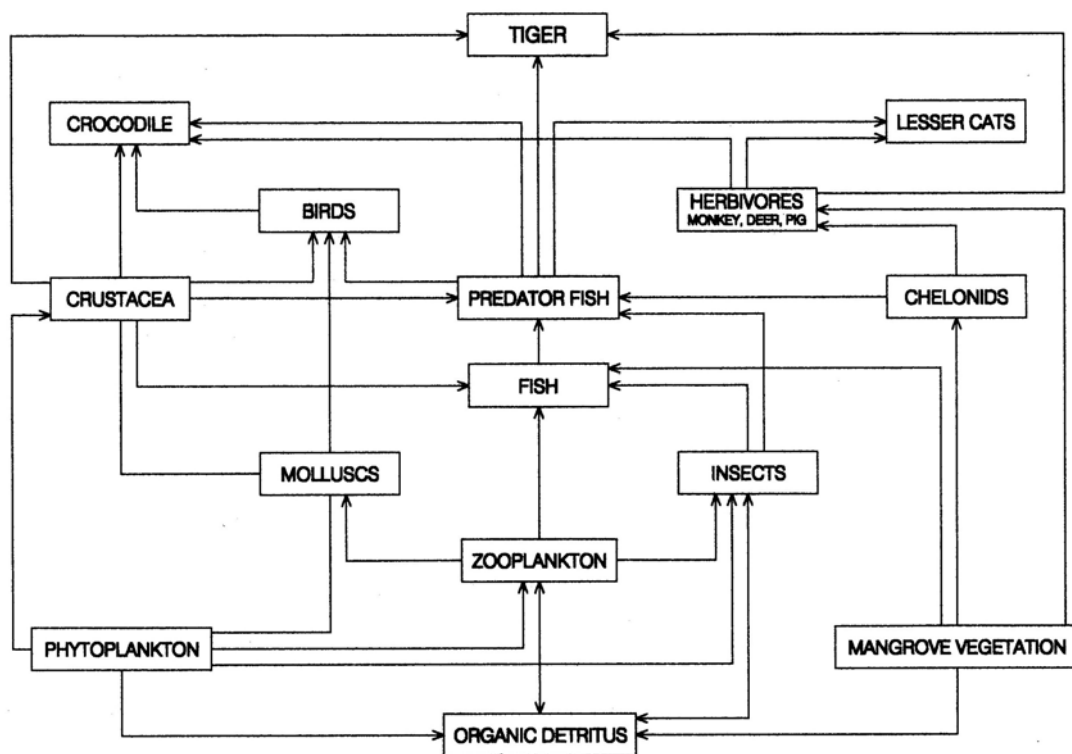 TIGER
CROCODILE
LESSER CATS
BIRDS
HERBIVORES
MONKEY, DEER, PIG
CRUSTACEA
PREDATOR FISH
CHELONIDS
FISH
MOLLUSCS
INSECTS
ZOOPLANKTON
PHYTOPLANKTON
MANGROVE VEGETATION
ORGANIC DETRITUS